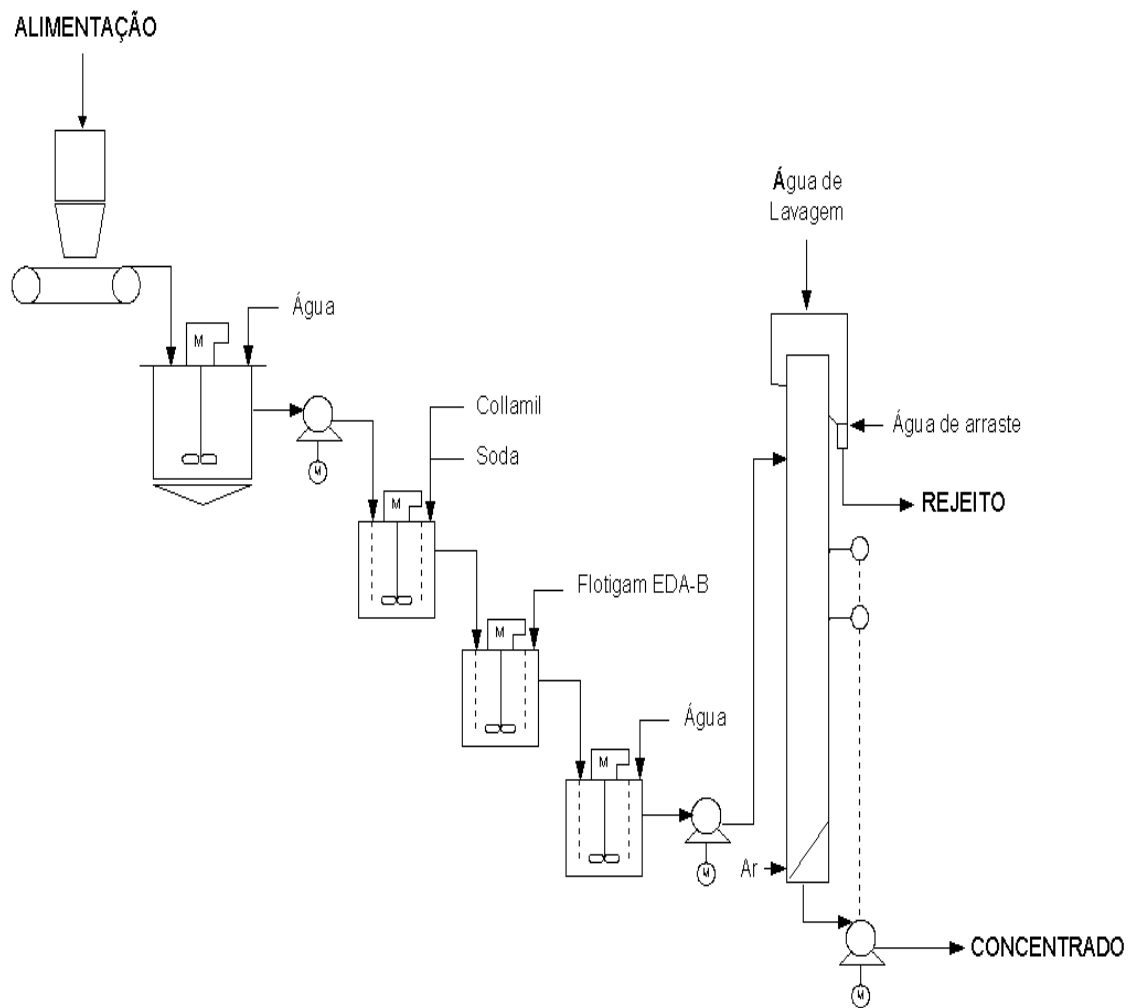 ALIMENTAÇÃO
Água de
Lavagem
M
Água
Collamil
Água de arraste
Soda
M
M
REJEITO
Flotigam EDA-B
M
Água
M
Ar
M
CONCENTRADO
M